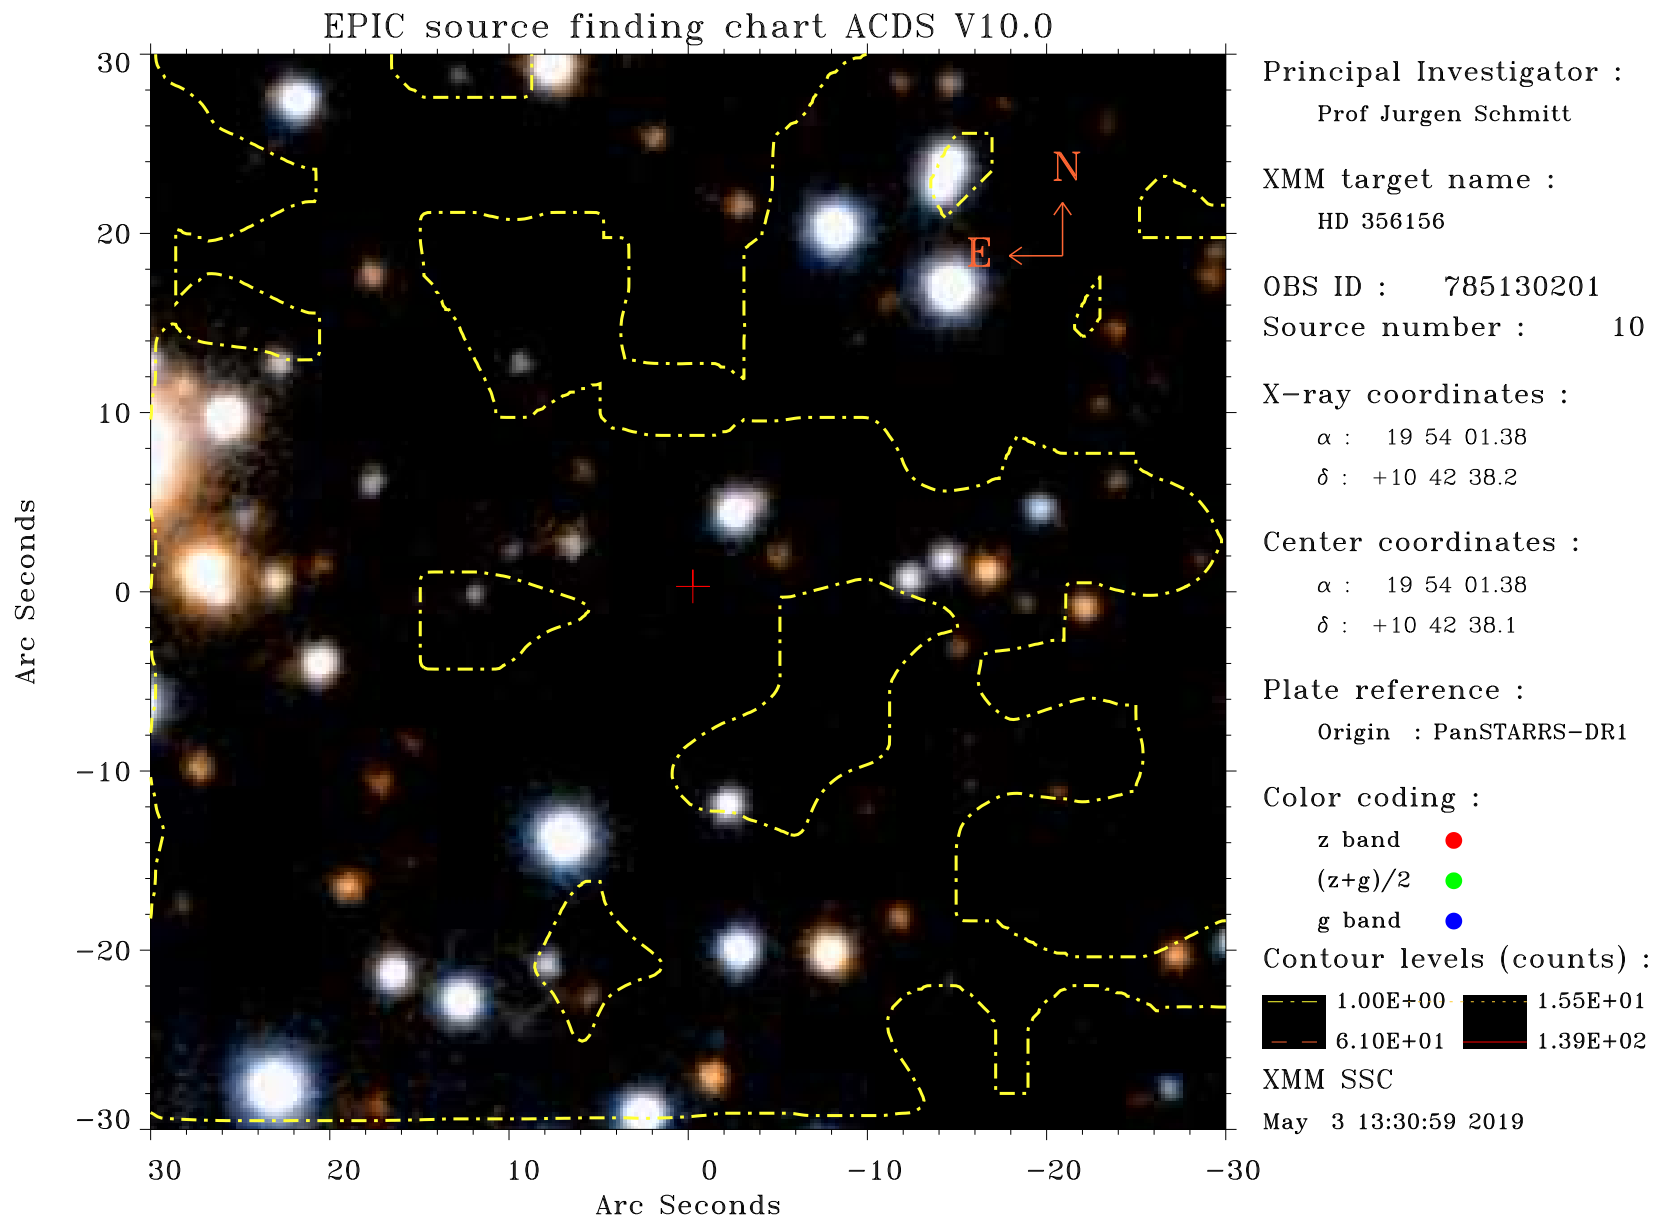 EPIC source finding chart ACDS V10.0
Principal Investigator :
Prof Jurgen Schmitt
XMM target name :
HD 356156
OBS ID : 785130201
Source number : 10
X-ray coordinates :
α : 19 54 01.38
δ : +10 42 38.2
Center coordinates :
α : 19 54 01.38
δ : +10 42 38.1
Plate reference :
Origin : PanSTARRS-DR1
Color coding :
z band
(z+g)/2
g band
Contour levels (counts) :
1.00E+00 1.55E+01
6.10E+01 1.39E+02
XMM SSC
May 3 13:30:59 2019
N
E
30
20
10
0
-10
-20
-30
Arc Seconds
30 20 10 0 -10 -20 -30
Arc Seconds